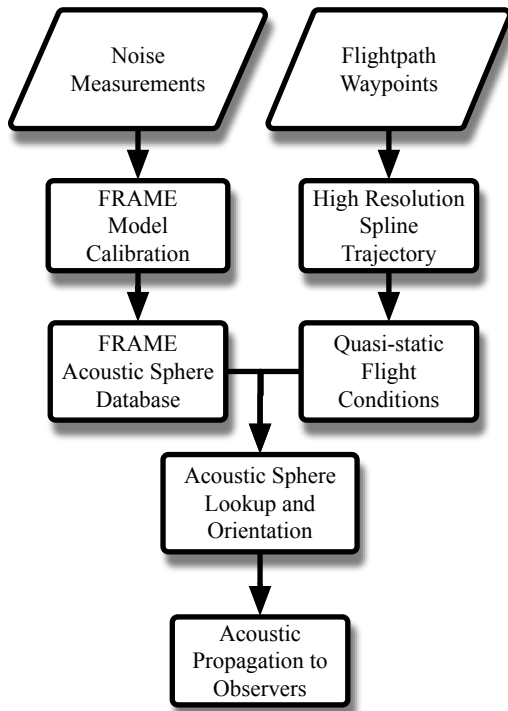 Noise
Measurements
Flightpath
Waypoints
FRAME
Model
Calibration
High Resolution
Spline
Trajectory
FRAME
Acoustic Sphere
Database
Quasi-static
Flight
Conditions
Acoustic Sphere
Lookup and
Orientation
Acoustic
Propagation to
Observers